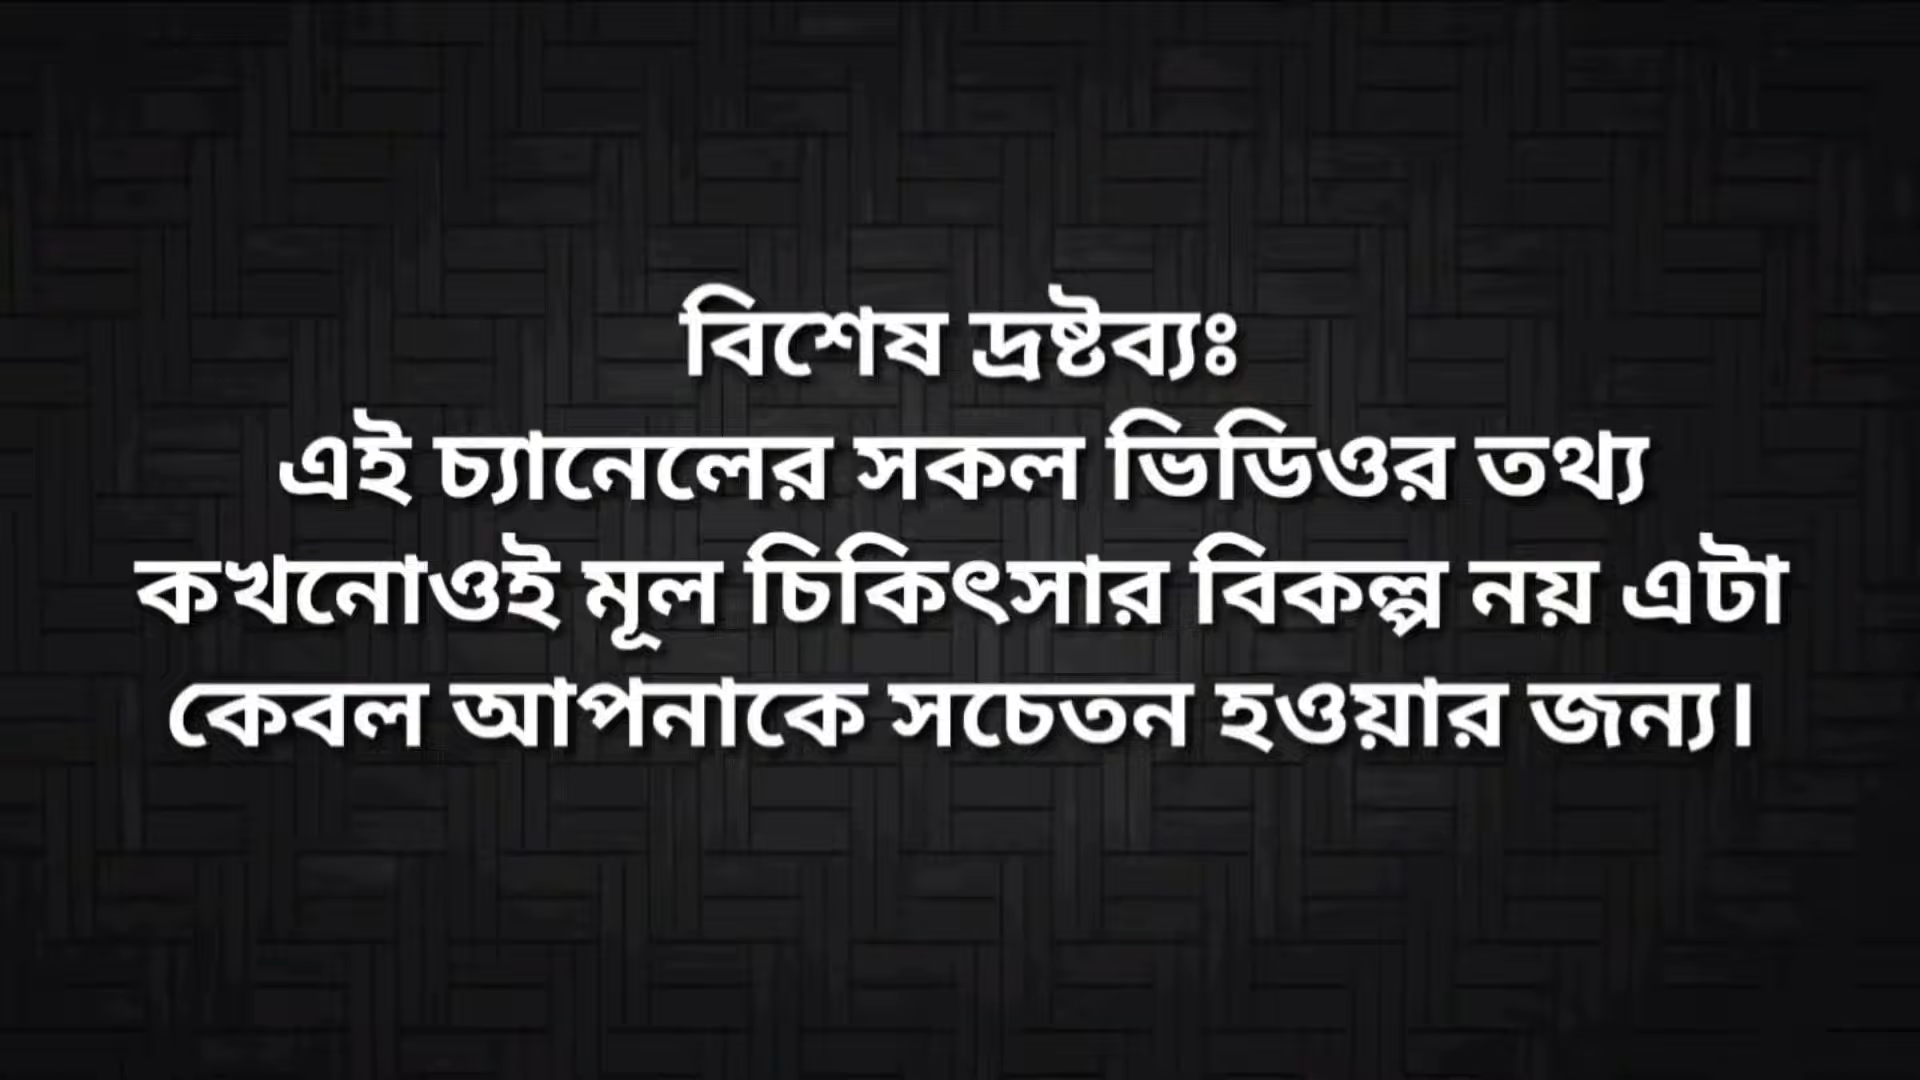 বিশেষ দ্রষ্টব্যঃ
এই চ্যানেলের সকল ভিডিওর তথ্য
কখনোওই মূল চিকিৎসার বিকল্প নয় এটা
কেবল আপনাকে সচেতন হওয়ার জন্য।